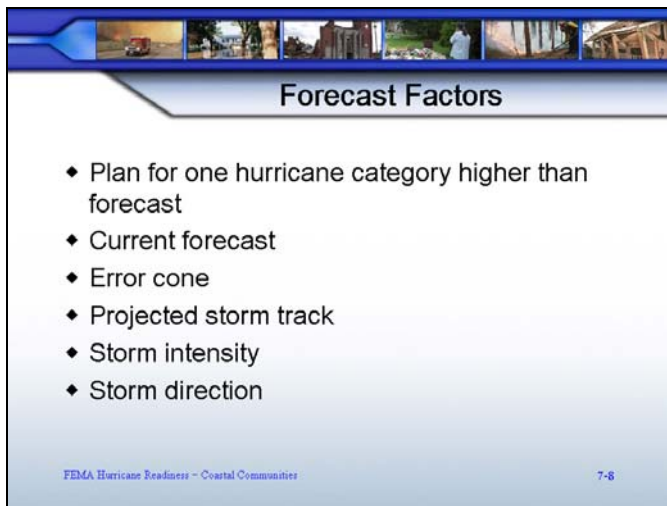 Forecast Factors
◆ Plan for one hurricane category higher than
forecast
◆ Current forecast
◆ Error cone
◆ Projected storm track
◆ Storm intensity
◆ Storm direction
FEMA Hurricane Readiness – Coastal Communities 7-8